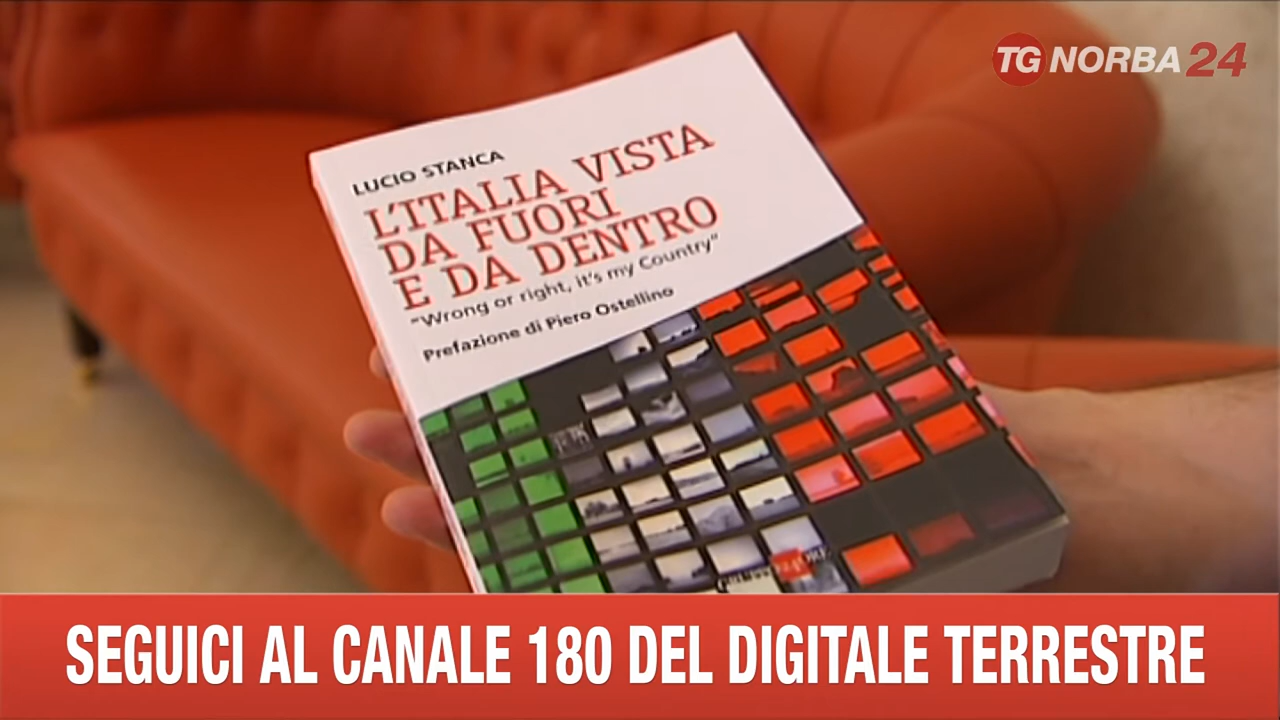 TG NORBA 24
LUCIO STANCA
L'ITALIA VISTA
DA FUORI
E DA DENTRO
"Wrong or right, it's my Country"
Prefazione di Piero Ostellino
SEGUICI AL CANALE 180 DEL DIGITALE TERRESTRE